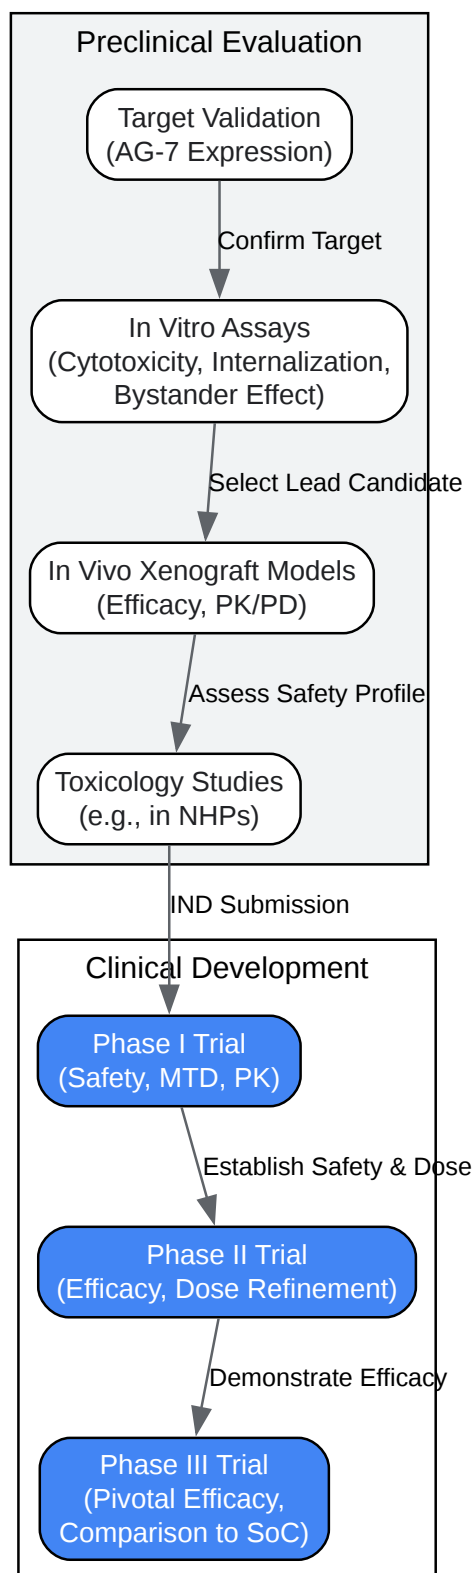 Preclinical Evaluation
Target Validation
(AG-7 Expression)
Confirm Target
In Vitro Assays
(Cytotoxicity, Internalization,
Bystander Effect)
Select Lead Candidate
In Vivo Xenograft Models
(Efficacy, PK/PD)
Assess Safety Profile
Toxicology Studies
(e.g., in NHPs)
IND Submission
Clinical Development
Phase I Trial
(Safety, MTD, PK)
Establish Safety & Dose
Phase II Trial
(Efficacy, Dose Refinement)
Demonstrate Efficacy
Phase III Trial
(Pivotal Efficacy,
Comparison to SoC)